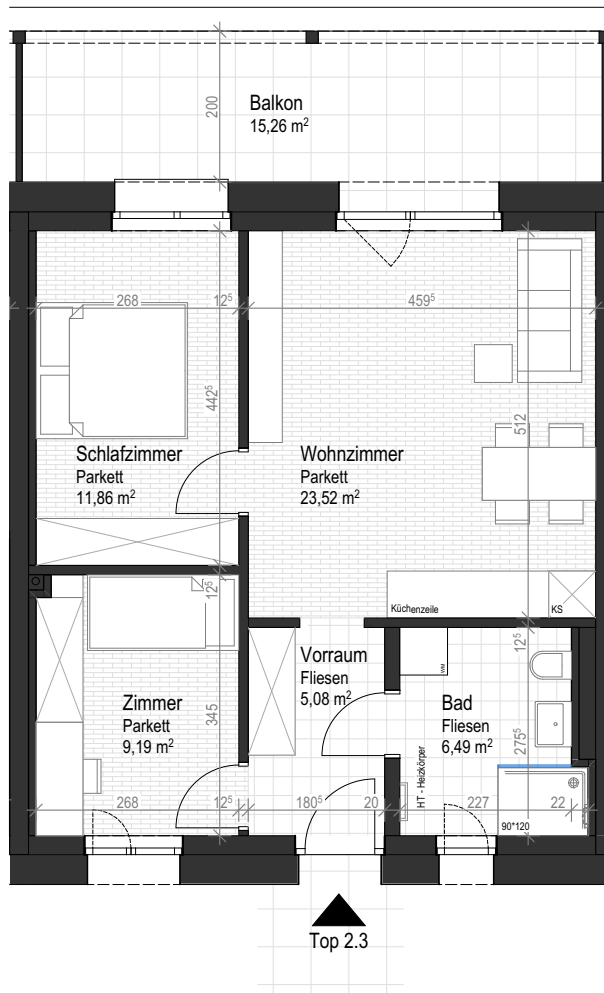 Balkon
15,26 m²
200
268
12⁵
459⁵
442⁵
512
Schlafzimmer
Parkett
11,86 m²
Wohnzimmer
Parkett
23,52 m²
Küchenzeile
KS
12⁵
12⁵
WM
Vorraum
Fliesen
5,08 m²
Zimmer
Parkett
9,19 m²
Bad
Fliesen
6,49 m²
345
275⁵
HT - Heizkörper
268
12⁵
180⁵
20
227
22
90*120
Top 2.3